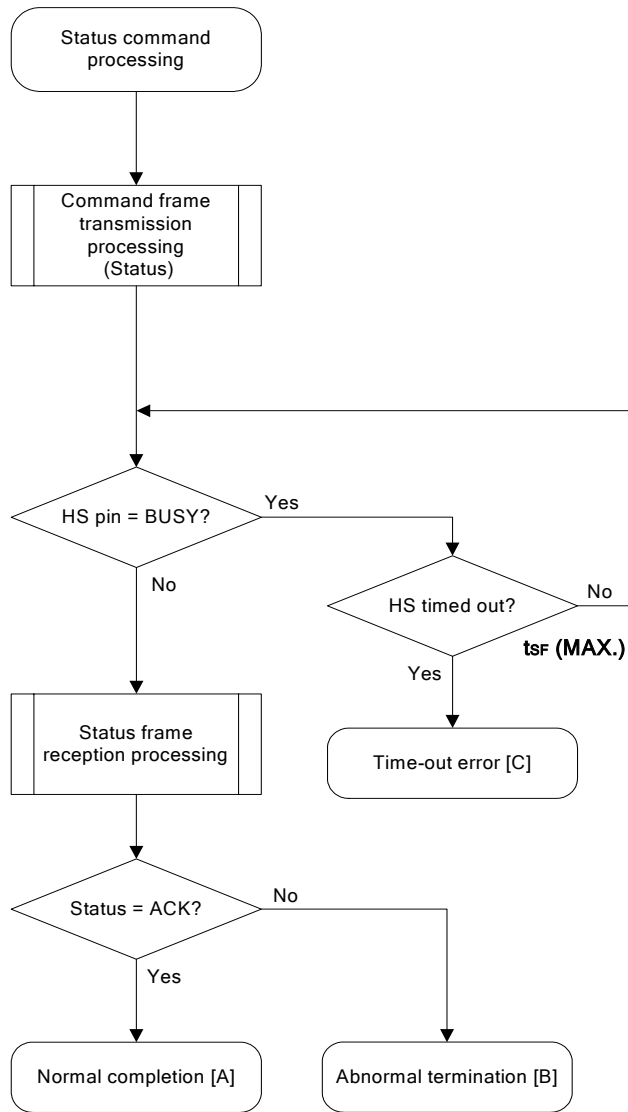 Status command
processing
Command frame
transmission
processing
(Status)
HS pin = BUSY?
Yes
No
HS timed out?
No
tSF (MAX.)
Yes
Status frame
reception processing
Time-out error [C]
Status = ACK?
No
Yes
Normal completion [A]
Abnormal termination [B]